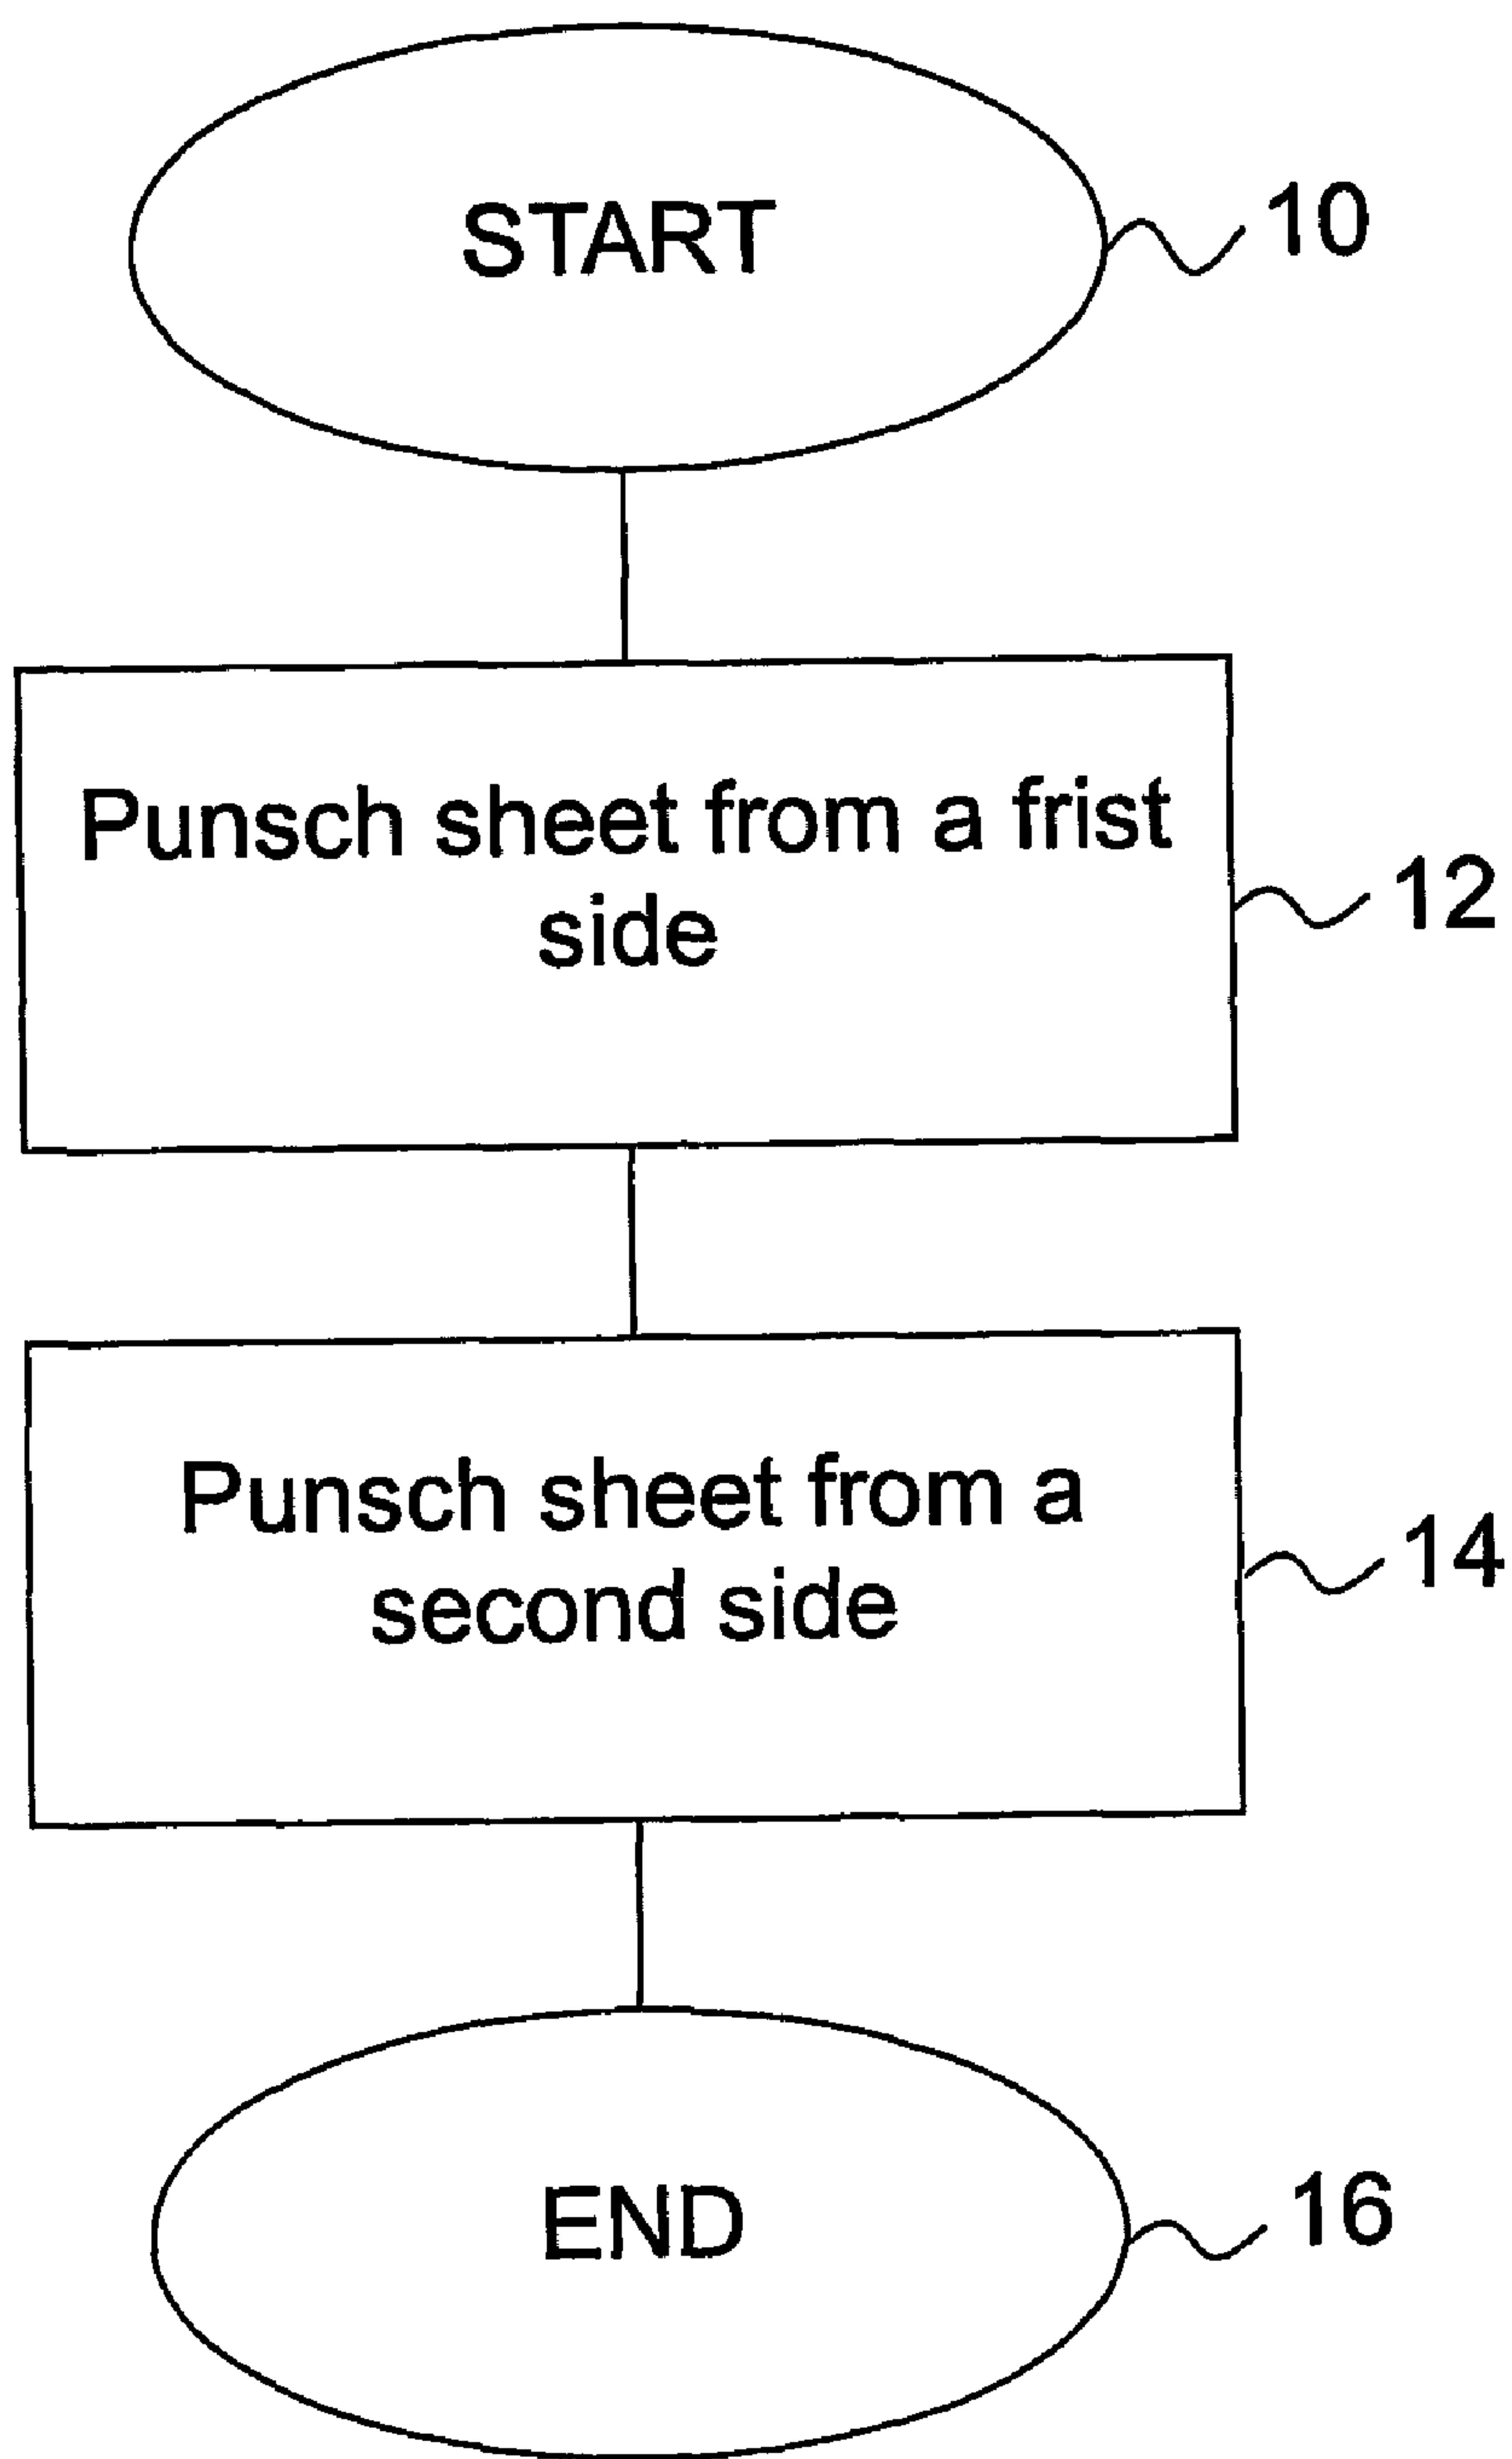 START
10
Punsch sheet from a frist
side
12
Punsch sheet from a
second side
14
END
16